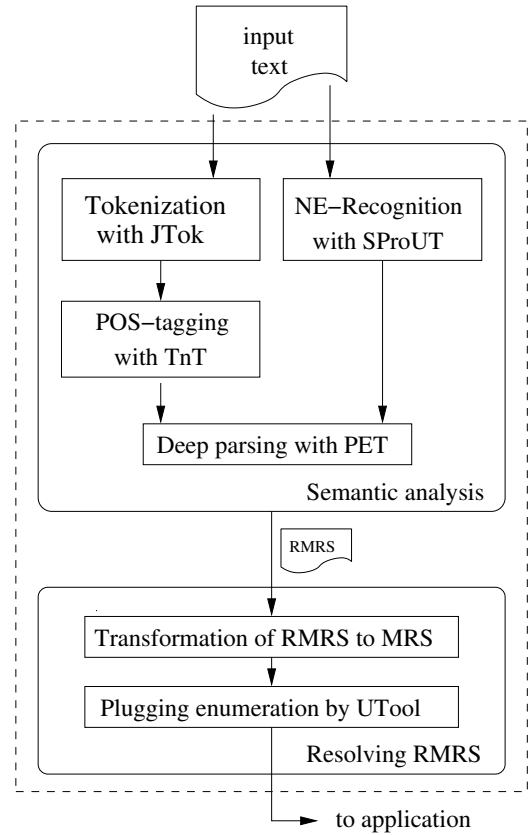 input
text
Tokenization
with JTok
NE−Recognition
with SProUT
POS−tagging
with TnT
Deep parsing with PET
Semantic analysis
RMRS
Transformation of RMRS to MRS
Plugging enumeration by UTool
Resolving RMRS
to application